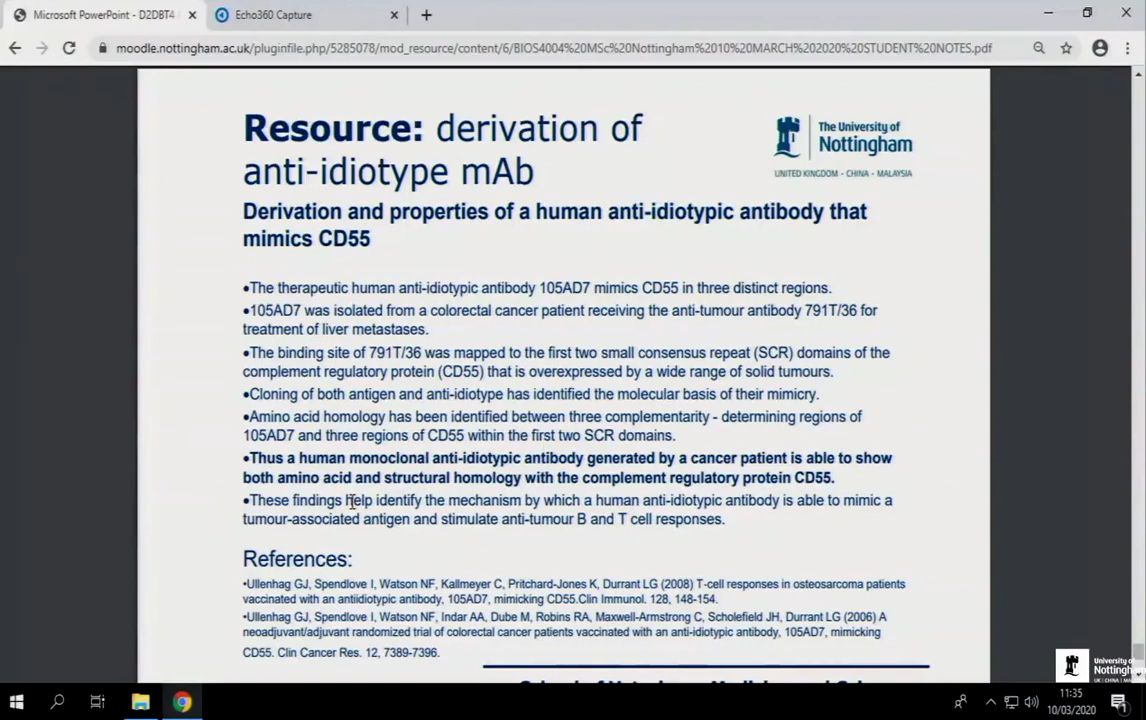 Microsoft PowerPoint - D2DBT4
Echo360 Capture
moodle.nottingham.ac.uk/pluginfile.php/5285078/mod_resource/content/6/BIOS4004%20MSc%20Nottingham%2010%20MARCH%202020%20STUDENT%20NOTES.pdf
Resource: derivation of
anti-idiotype mAb
The University of
Nottingham
UNITED KINGDOM · CHINA · MALAYSIA
Derivation and properties of a human anti-idiotypic antibody that
mimics CD55
•The therapeutic human anti-idiotypic antibody 105AD7 mimics CD55 in three distinct regions.
•105AD7 was isolated from a colorectal cancer patient receiving the anti-tumour antibody 791T/36 for
treatment of liver metastases.
•The binding site of 791T/36 was mapped to the first two small consensus repeat (SCR) domains of the
complement regulatory protein (CD55) that is overexpressed by a wide range of solid tumours.
•Cloning of both antigen and anti-idiotype has identified the molecular basis of their mimicry.
•Amino acid homology has been identified between three complementarity - determining regions of
105AD7 and three regions of CD55 within the first two SCR domains.
•Thus a human monoclonal anti-idiotypic antibody generated by a cancer patient is able to show
both amino acid and structural homology with the complement regulatory protein CD55.
•These findings help identify the mechanism by which a human anti-idiotypic antibody is able to mimic a
tumour-associated antigen and stimulate anti-tumour B and T cell responses.
References:
•Ullenhag GJ, Spendlove I, Watson NF, Kallmeyer C, Pritchard-Jones K, Durrant LG (2008) T-cell responses in osteosarcoma patients
vaccinated with an antiidiotypic antibody, 105AD7, mimicking CD55.Clin Immunol. 128, 148-154.
•Ullenhag GJ, Spendlove I, Watson NF, Indar AA, Dube M, Robins RA, Maxwell-Armstrong C, Scholefield JH, Durrant LG (2006) A
neoadjuvant/adjuvant randomized trial of colorectal cancer patients vaccinated with an anti-idiotypic antibody, 105AD7, mimicking
CD55. Clin Cancer Res. 12, 7389-7396.
University of
Nottingham
UK | CHINA | MALAYSIA
11:35
10/03/2020
1